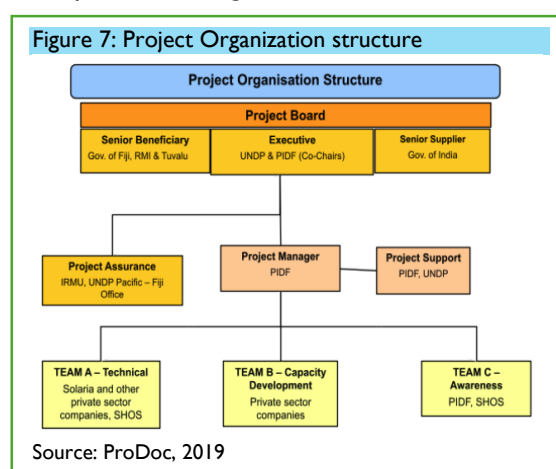 Figure 7: Project Organization structure
Project Organisation Structure
Project Board
Senior Beneficiary
Gov. of Fiji, RMI & Tuvalu
Executive
UNDP & PIDF (Co-Chairs)
Senior Supplier
Gov. of India
Project Assurance
IRMU, UNDP Pacific – Fiji
Office
Project Manager
PIDF
Project Support
PIDF, UNDP
TEAM A – Technical
Solaria and other
private sector
companies, SHOS
TEAM B – Capacity
Development
Private sector
companies
TEAM C –
Awareness
PIDF, SHOS
Source: ProDoc, 2019